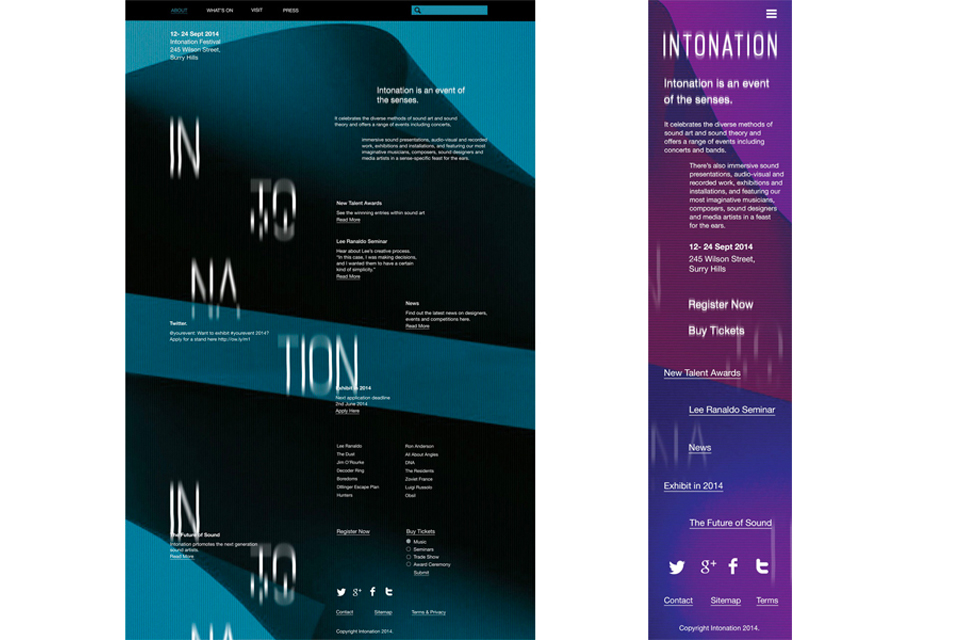 ABOUT
WHAT'S ON
VISIT
PRESS
12- 24 Sept 2014
Intonation Festival
245 Wilson Street,
Surry Hills
Intonation is an event of
the senses.
It celebrates the diverse methods of sound art and sound
theory and offers a range of events including concerts,
immersive sound presentations, audio-visual and recorded
work, exhibitions and installations, and featuring our most
imaginative musicians, composers, sound designers and
media artists in a sense-specific feast for the ears.
IN
TO
NA
TION
New Talent Awards
See the winnning entries within sound art
Read More
Lee Ranaldo Seminar
Hear about Lee's creative process.
"In this case, I was making decisions,
and I wanted them to have a certain
kind of simplicity."
Read More
News
Find out the latest news on designers,
events and competitions here.
Read More
Twitter.
@yourevent: Want to exhibit #yourevent 2014?
Apply for a stand here http://ow.ly/m1
Exhibit in 2014
Next application deadline
2nd June 2014
Apply Here
Lee Ranaldo
The Dust
Jim O'Rourke
Decoder Ring
Boredoms
Dillinger Escape Plan
Hunters
Ron Anderson
All About Angles
DNA
The Residents
Zoviet France
Luigi Russolo
Obsil
IN
TO
NA
The Future of Sound
Intonation prtomotes the next generation
sound artists.
Read More
Register Now
Buy Tickets
Music
Seminars
Trade Show
Award Ceremony
Submit
g+
Contact
Sitemap
Terms & Privacy
Copyright Intonation 2014.
INTONATION
Intonation is an event
of the senses.
It celebrates the diverse methods of
sound art and sound theory and
offers a range of events including
concerts and bands.
There's also immersive sound
presentations, audio-visual and
recorded work, exhibitions and
installations, and featuring our
most imaginative musicians,
composers, sound designers
and media artists in a feast
for the ears.
12- 24 Sept 2014
245 Wilson Street,
Surry Hills
Register Now
Buy Tickets
TO
New Talent Awards
Lee Ranaldo Seminar
NA
News
Exhibit in 2014
The Future of Sound
g+
Contact
Sitemap
Terms
Copyright Intonation 2014.